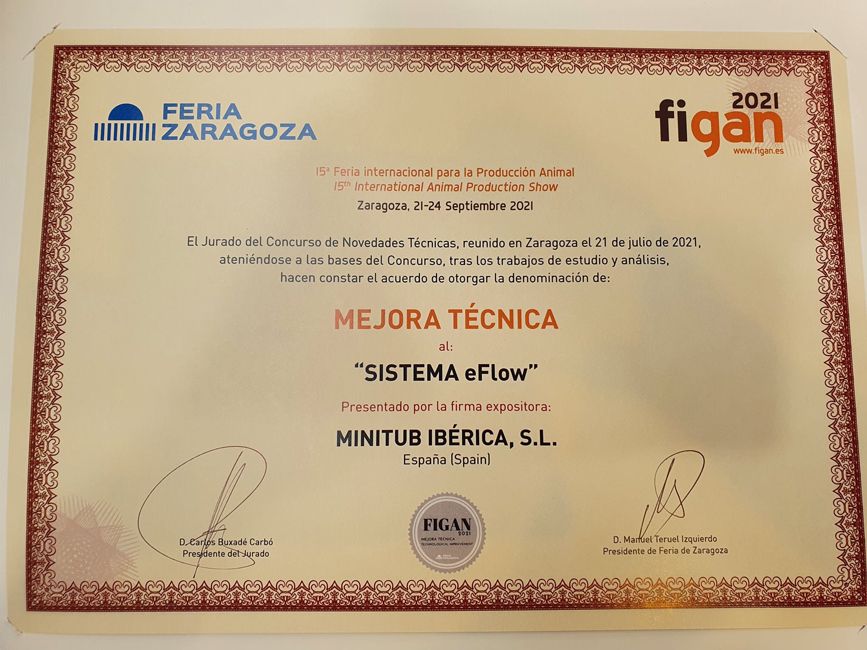 FERIA
ZARAGOZA
2021
figan
www.figan.es
15ª Feria internacional para la Producción Animal
15th International Animal Production Show
Zaragoza, 21-24 Septiembre 2021
El Jurado del Concurso de Novedades Técnicas, reunido en Zaragoza el 21 de julio de 2021,
ateniéndose a las bases del Concurso, tras los trabajos de estudio y análisis,
hacen constar el acuerdo de otorgar la denominación de:
MEJORA TÉCNICA
al:
“SISTEMA eFlow”
Presentado por la firma expositora:
MINITUB IBÉRICA, S.L.
España (Spain)
D. Carlos Buxadé Carbó
Presidente del Jurado
FIGAN
2021
MEJORA TÉCNICA
TECHNOLOGICAL IMPROVEMENT
D. Manuel Teruel Izquierdo
Presidente de Feria de Zaragoza